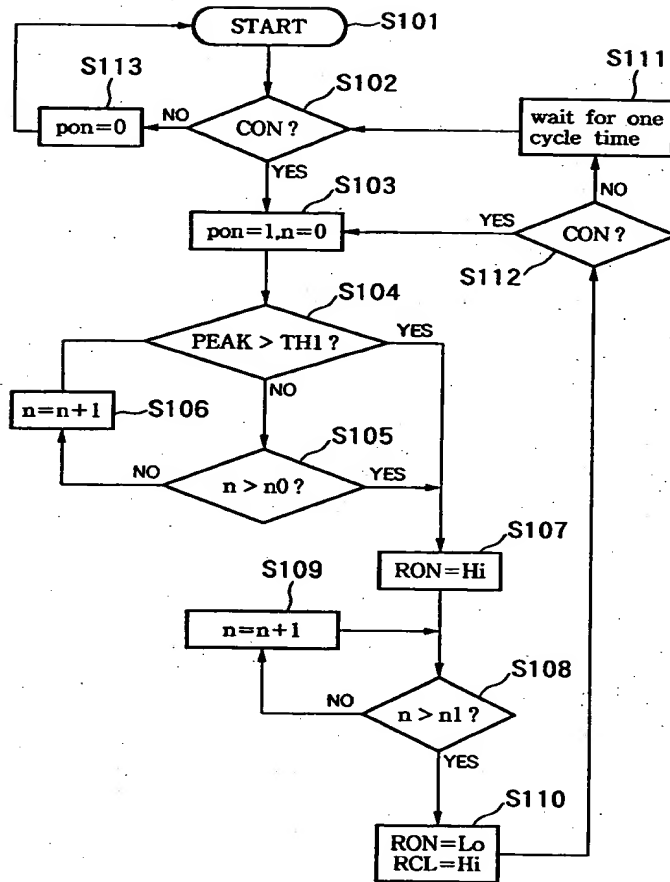 START
S101
S113
S102
S111
pon=0
NO
CON ?
wait for one
cycle time
YES
S103
NO
pon=1,n=0
YES
CON ?
S112
S104
PEAK > TH1 ?
YES
n=n+1
S106
NO
S105
NO
n > n0 ?
YES
S107
RON=Hi
S109
n=n+1
S108
NO
n > n1 ?
YES
S110
RON=Lo
RCL=Hi